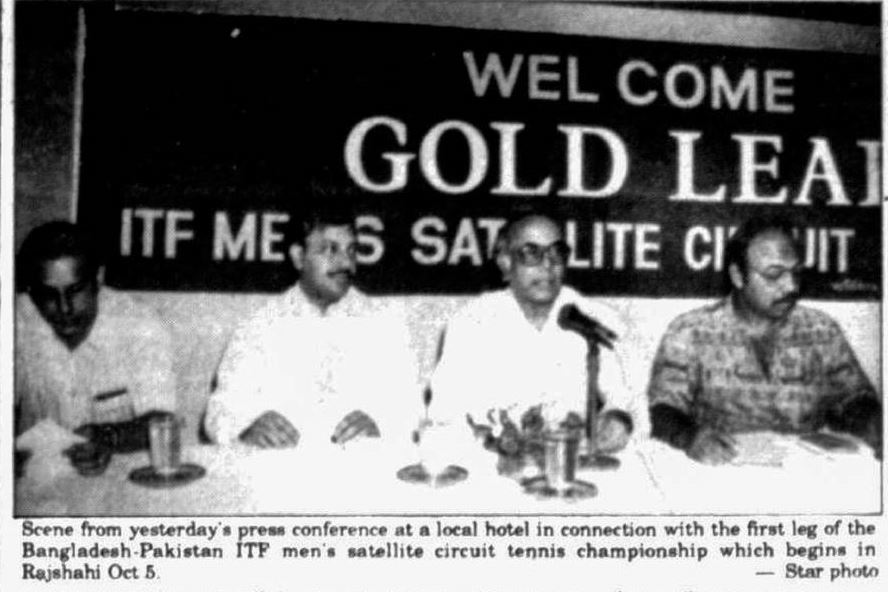 WEL COME
GOLD LEA
ITF ME S SAT LITE CI UIT
Scene from yesterday's press conference at a local hotel in connection with the first leg of the
Bangladesh-Pakistan ITF men's satellite circuit tennis championship which begins in
Rajshahi Oct 5.
— Star photo